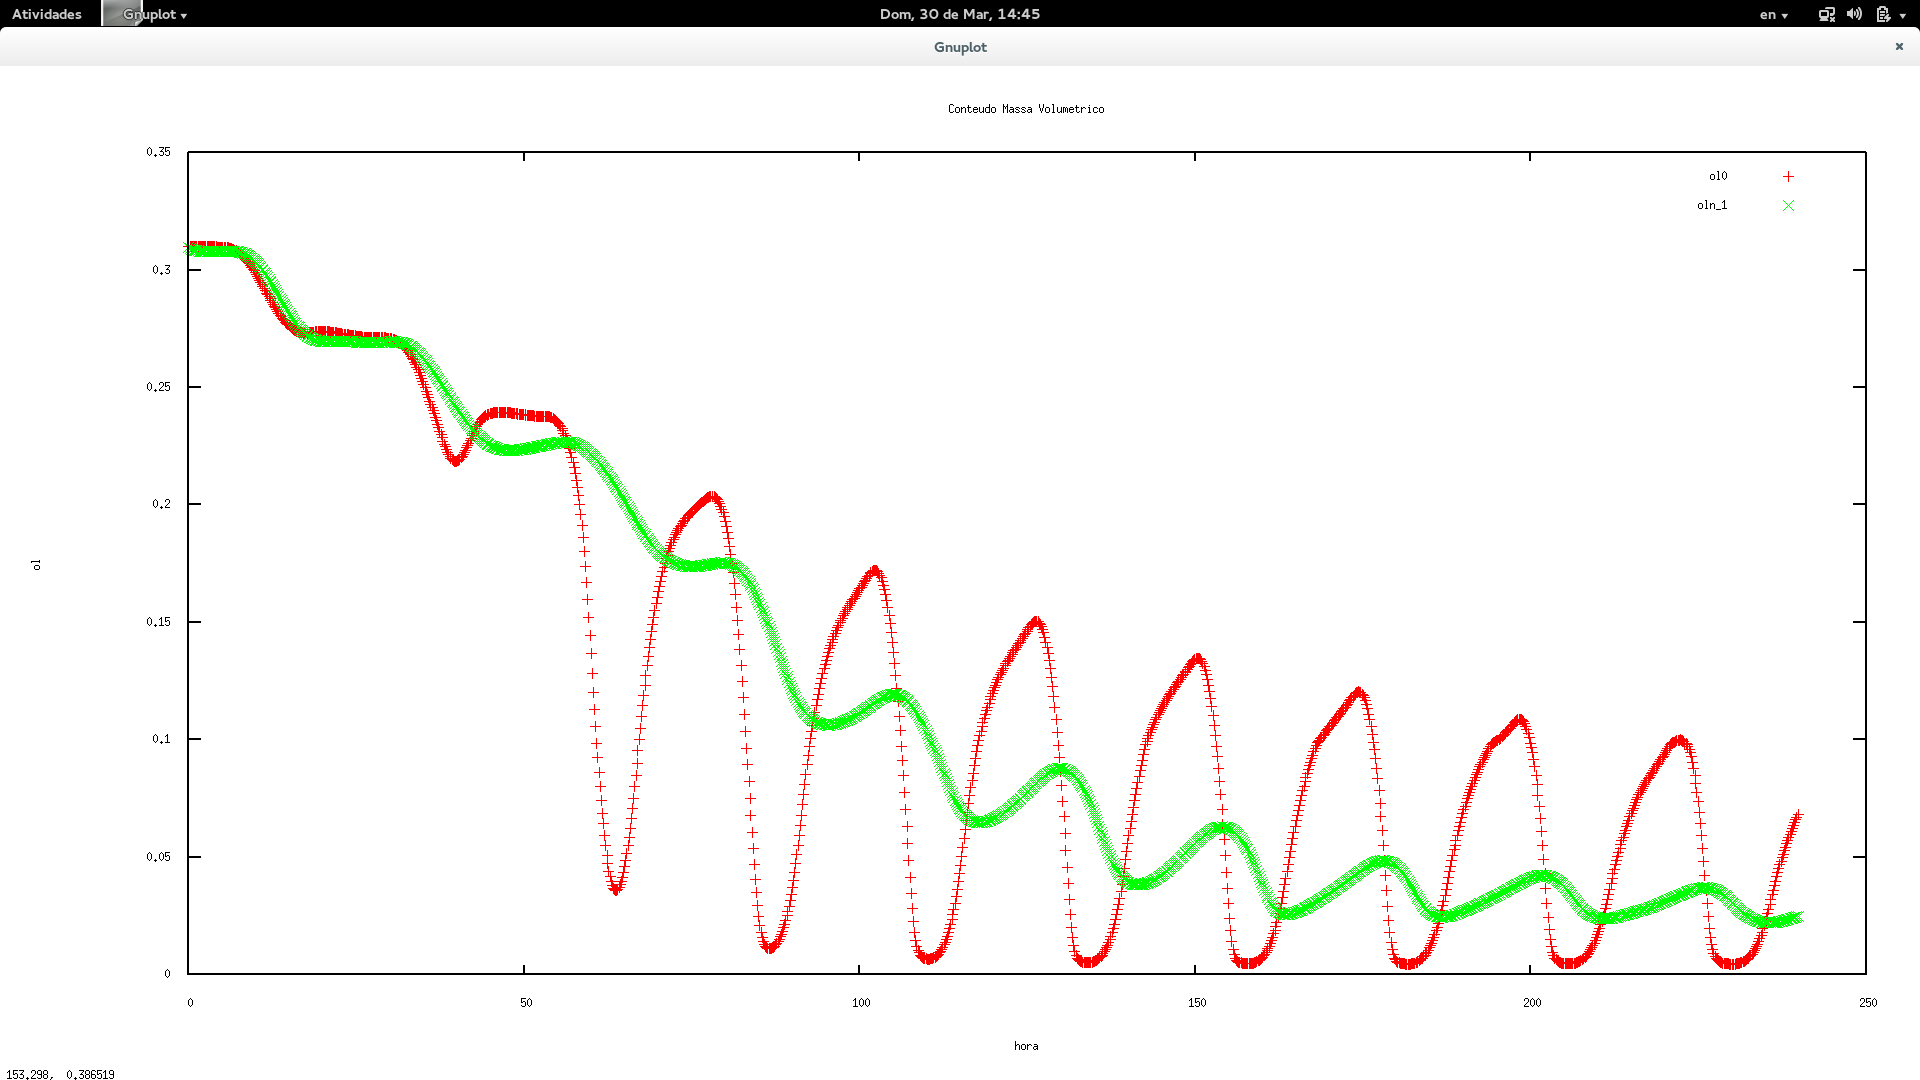 Atividades Gnuplot Dom, 30 de Mar, 14:45 en
Gnuplot
Conteudo Massa Volumetrico
0.35
ol0
oln_1
0.3
0.25
0.2
ol
0.15
0.1
0.05
0
0 50 100 150 200 250
hora
153.298, 0.386519